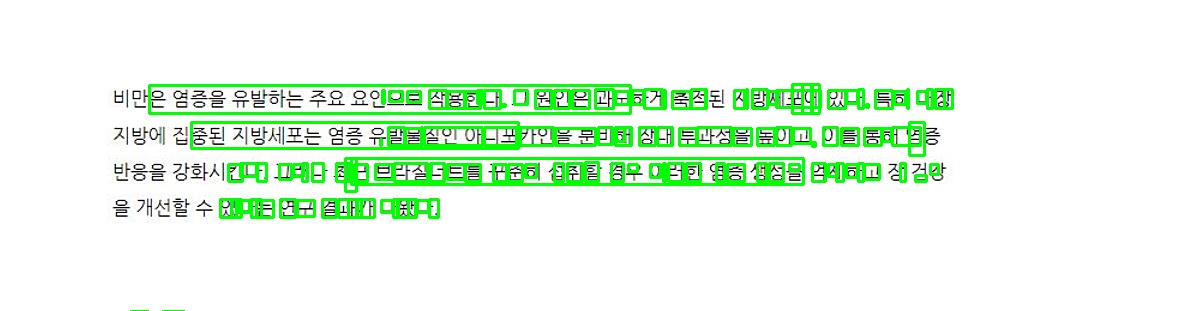 비만은 염증을 유발하는 주요 요인으로 작용한다. 그 원인은 과도하게 축적된 지방세포에 있다. 특히 내장
지방에 집중된 지방세포는 염증 유발물질인 아디포카인을 분비해 장내 투과성을 높이고, 이를 통해 염증
반응을 강화시킨다. 그러나 최근 브라질너트를 꾸준히 섭취할 경우 이러한 염증 생성을 억제하고 장 건강
을 개선할 수 있다는 연구 결과가 나왔다.